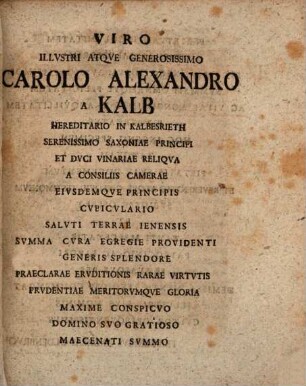 VIRO
ILLVSTRI ATQVE GENEROSISSIMO
CAROLO ALEXANDRO
A KALB
HEREDITARIO IN KALBESRIETH
SERENISSIMO SAXONIAE PRINCIPI
ET DVCI VINARIAE RELIQVA
A CONSILIIS CAMERAE
EIVSDEMQVE PRINCIPIS
CVBICVLARIO
SALVTI TERRAE IENENSIS
SVMMA CVRA EGREGIE PROVIDENTI
GENERIS SPLENDORE
PRAECLARAE ERVDITIONIS RARAE VIRTVTIS
PRVDENTIAE MERITORVMQVE GLORIA
MAXIME CONSPICVO
DOMINO SVO GRATIOSO
MAECENATI SVMMO